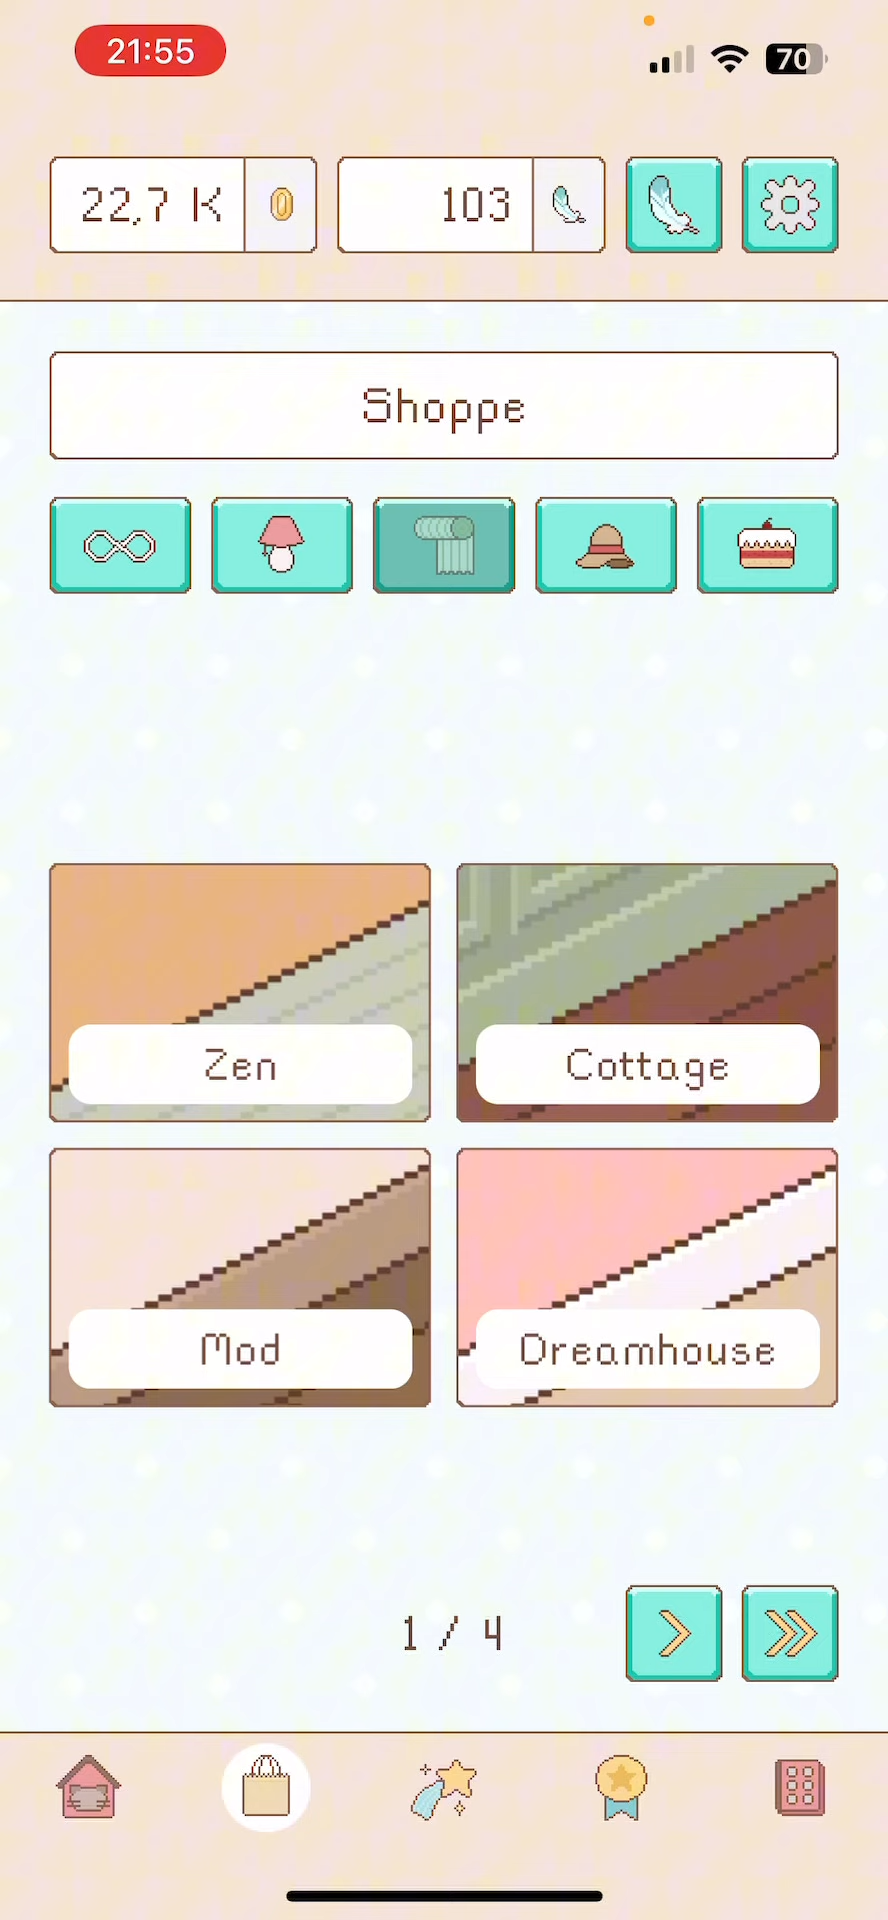 21:55
70
22,7 K
103
Shoppe
Zen
Cottage
Mod
Dreamhouse
1 / 4